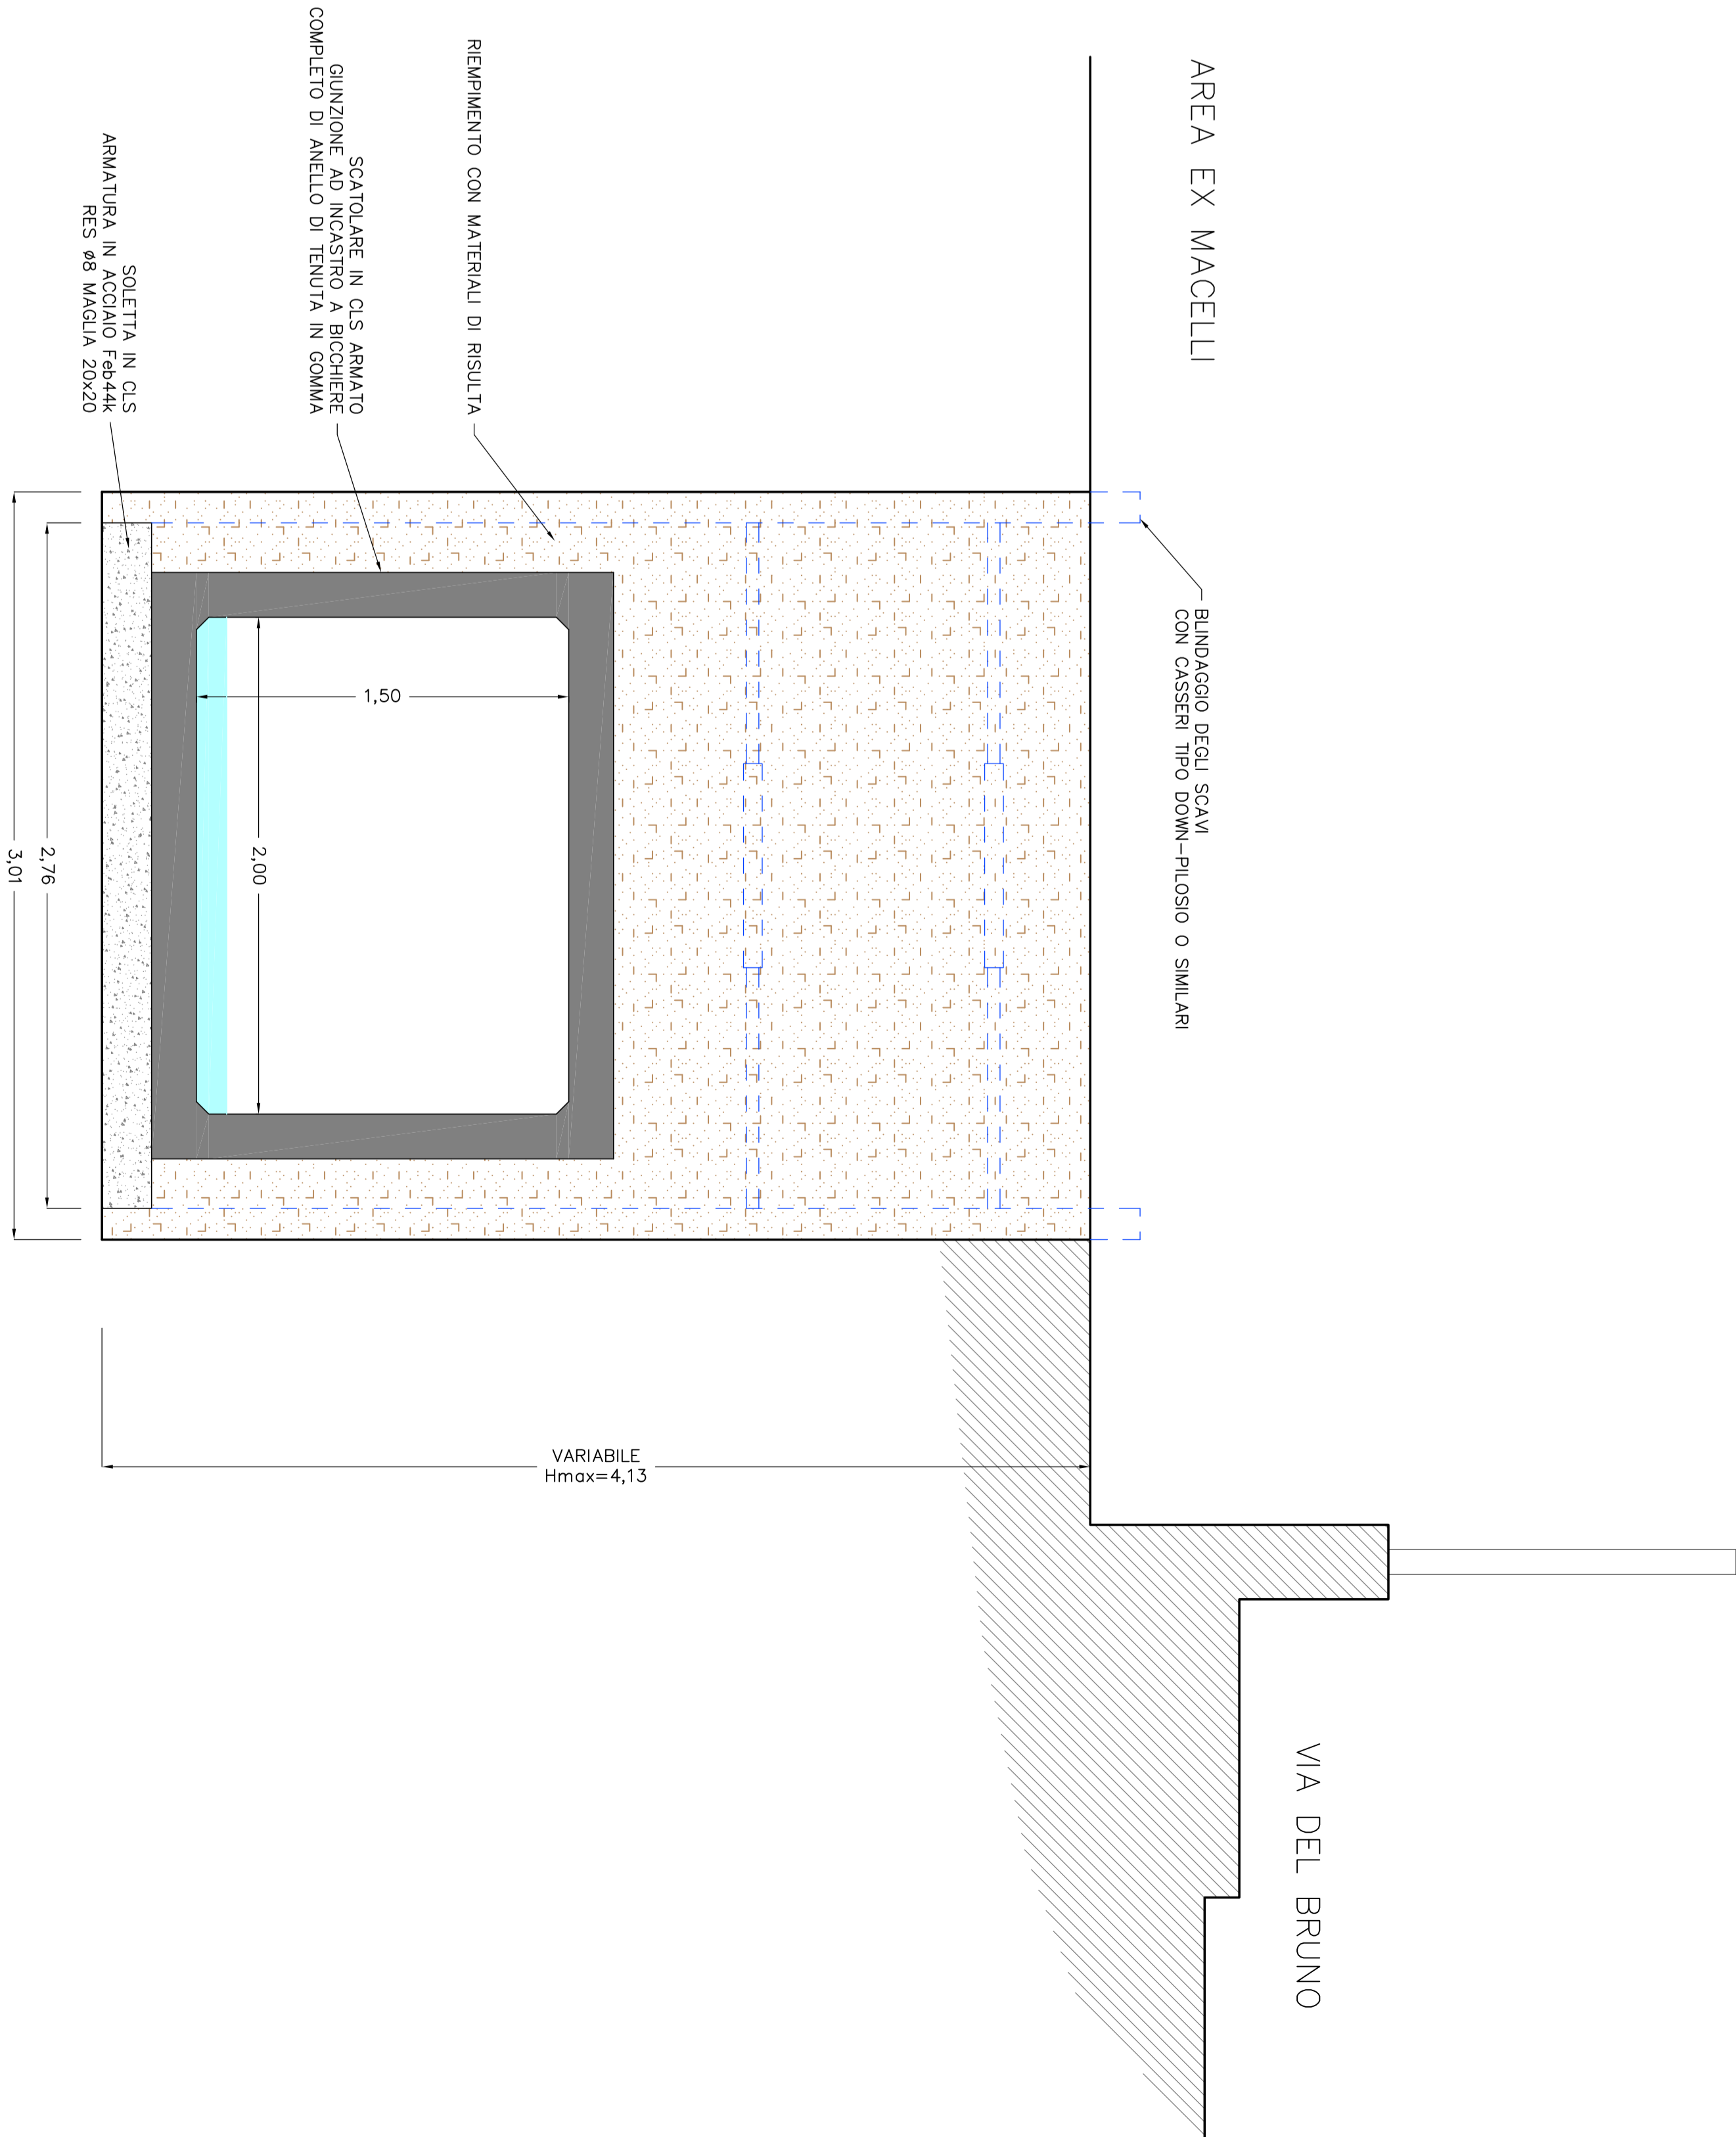 AREA EX MACELLI
BLINDAGGIO DEGLI SCAVI
CON CASSERI TIPO DOWN-PILOSIO O SIMILARI
VIA DEL BRUNO
RIEMPIMENTO CON MATERIALI DI RISULTA
SCATOLARE IN CLS ARMATO
GIUNZIONE AD INCASTRO A BICCHIERE
COMPLETO DI ANELLO DI TENUTA IN GOMMA
1,50
2,00
VARIABILE
Hmax=4,13
SOLETTA IN CLS
ARMATURA IN ACCIAIO Feb44k
RES ø8 MAGLIA 20x20
2,76
3,01